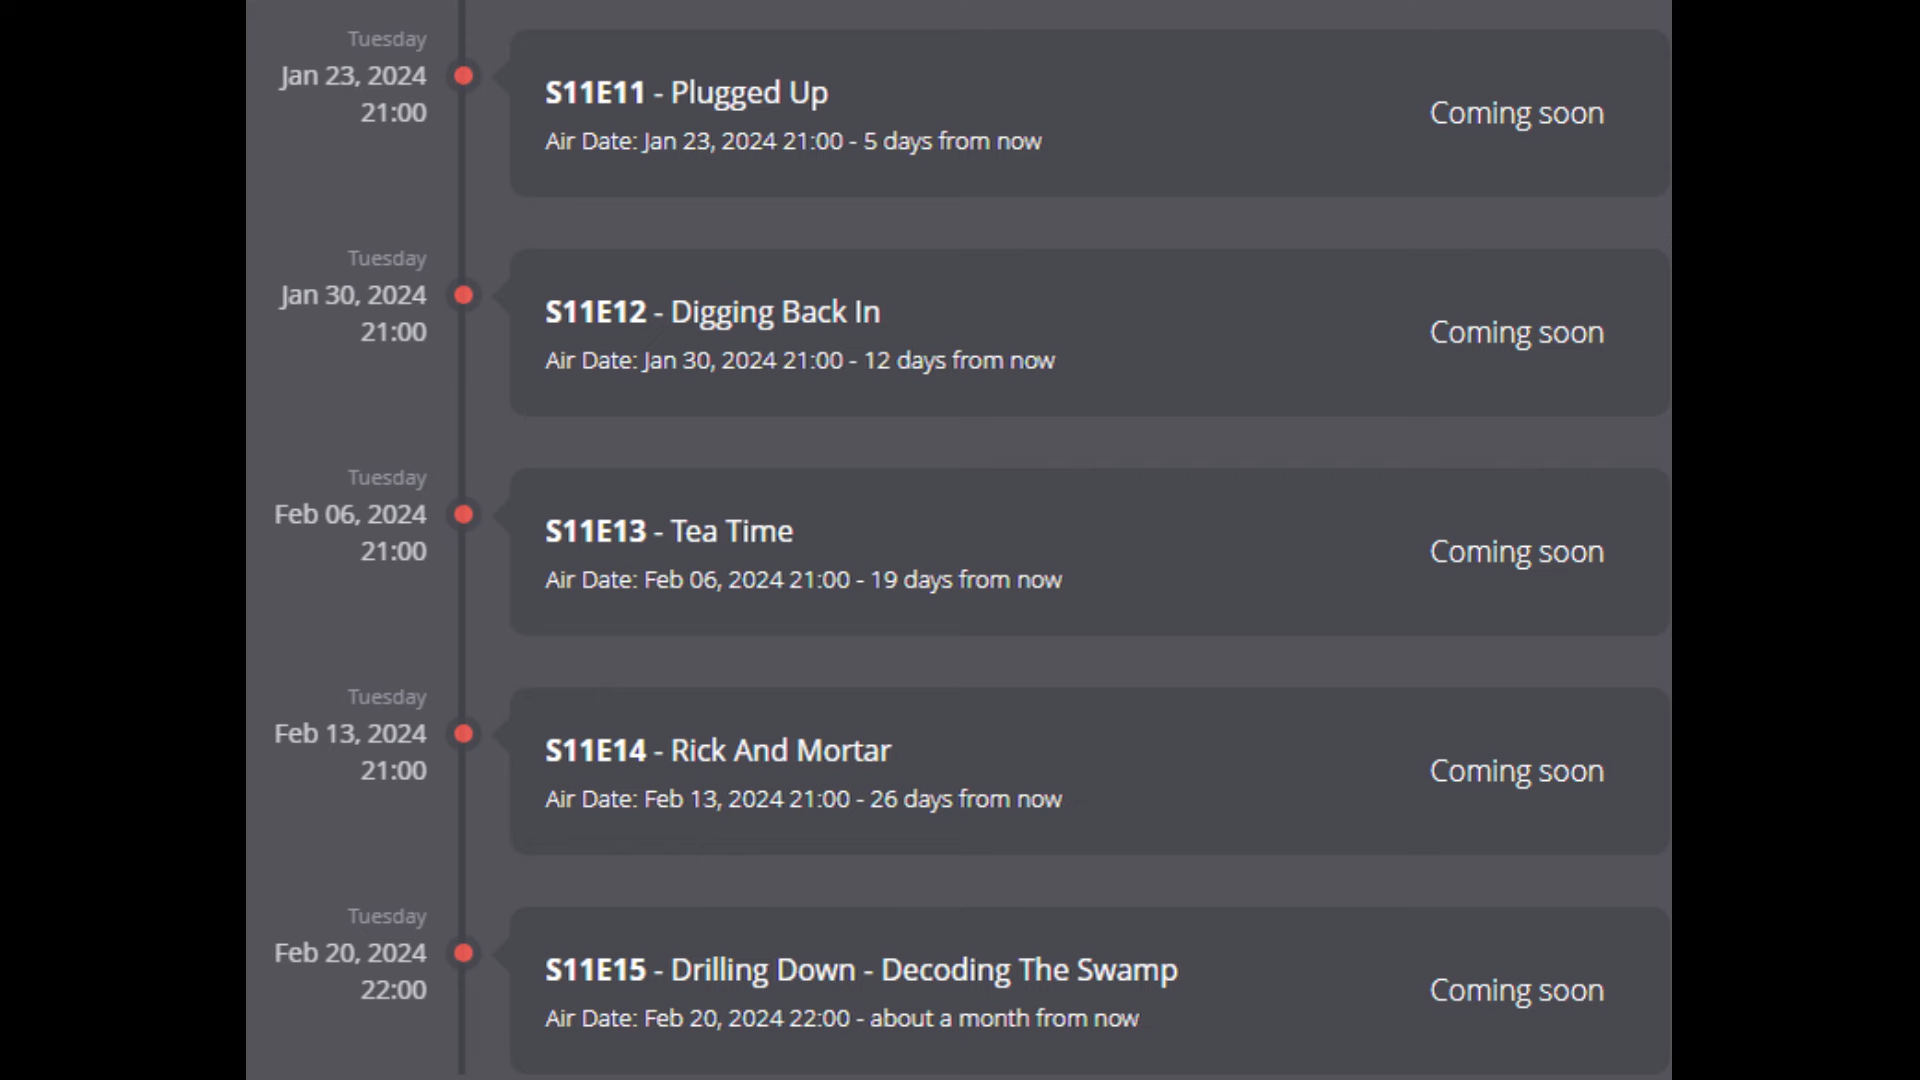 Tuesday
Jan 23, 2024
21:00
S11E11 - Plugged Up
Air Date: Jan 23, 2024 21:00 - 5 days from now
Coming soon
Tuesday
Jan 30, 2024
21:00
S11E12 - Digging Back In
Air Date: Jan 30, 2024 21:00 - 12 days from now
Coming soon
Tuesday
Feb 06, 2024
21:00
S11E13 - Tea Time
Air Date: Feb 06, 2024 21:00 - 19 days from now
Coming soon
Tuesday
Feb 13, 2024
21:00
S11E14 - Rick And Mortar
Air Date: Feb 13, 2024 21:00 - 26 days from now
Coming soon
Tuesday
Feb 20, 2024
22:00
S11E15 - Drilling Down - Decoding The Swamp
Air Date: Feb 20, 2024 22:00 - about a month from now
Coming soon